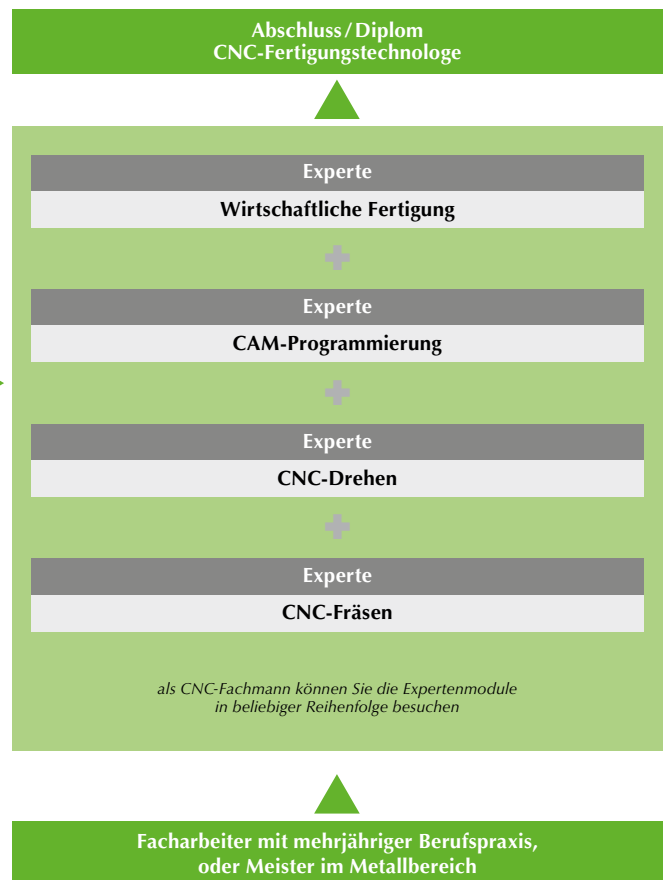 Abschluss/Diplom
CNC-Fertigungstechnologe
Experte
Wirtschaftliche Fertigung
Experte
CAM-Programmierung
Experte
CNC-Drehen
Experte
CNC-Fräsen
als CNC-Fachmann können Sie die Expertenmodule
in beliebiger Reihenfolge besuchen
Facharbeiter mit mehrjähriger Berufspraxis,
oder Meister im Metallbereich